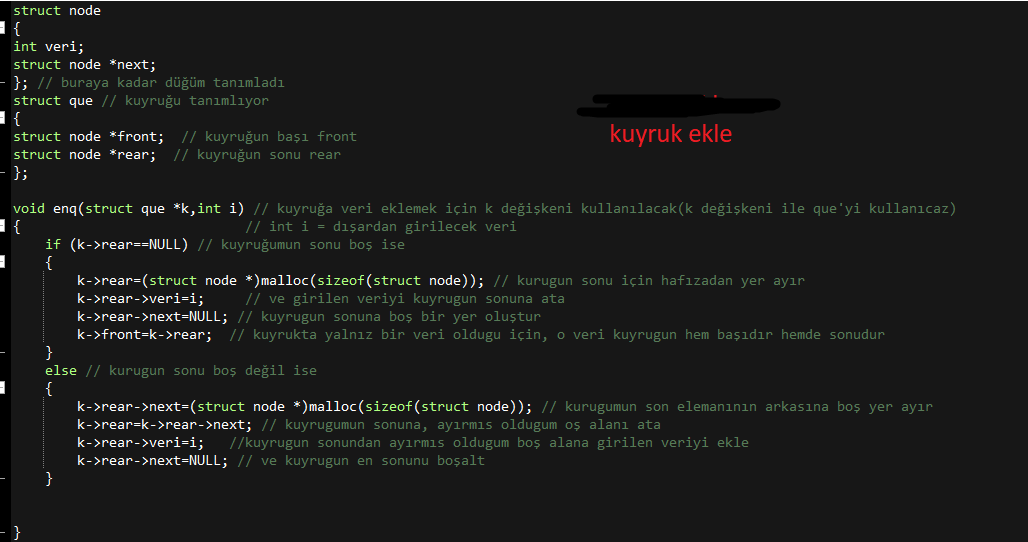 struct node
{
int veri;
struct node *next;
}; // buraya kadar düğüm tanımladı
struct que // kuyruğu tanımlıyor
{
kuyruk ekle
struct node *front;  // kuyruğun başı front
struct node *rear;  // kuyruğun sonu rear
};
void enq(struct que *k,int i) // kuyruğa veri eklemek için k değişkeni kullanılacak(k değişkeni ile que'yi kullanıcaz)
{                            // int i = dışardan girilecek veri
    if (k->rear==NULL) // kuyruğumun sonu boş ise
    {
        k->rear=(struct node *)malloc(sizeof(struct node)); // kurugun sonu için hafızadan yer ayır
        k->rear->veri=i;     // ve girilen veriyi kuyrugun sonuna ata
        k->rear->next=NULL; // kuyrugun sonuna boş bir yer oluştur
        k->front=k->rear;  // kuyrukta yalnız bir veri oldugu için, o veri kuyrugun hem başıdır hemde sonudur
    }
    else // kurugun sonu boş değil ise
    {
        k->rear->next=(struct node *)malloc(sizeof(struct node)); // kurugumun son elemanının arkasına boş yer ayır
        k->rear=k->rear->next; // kuyrugumun sonuna, ayırmıs oldugum oş alanı ata
        k->rear->veri=i;   //kuyrugun sonundan ayırmıs oldugum boş alana girilen veriyi ekle
        k->rear->next=NULL; // ve kuyrugun en sonunu boşalt
    }
}